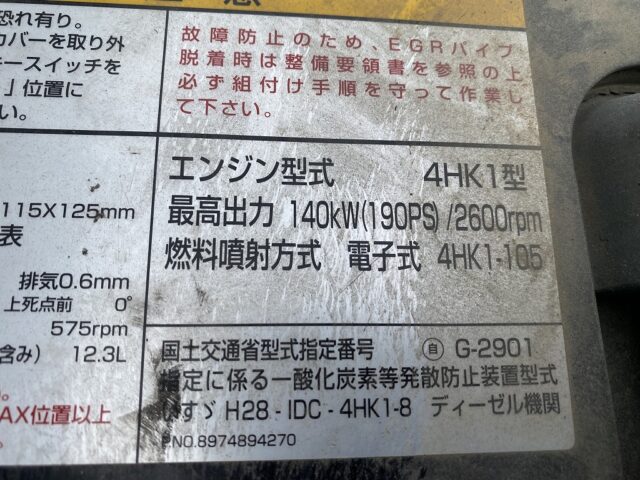 恐れ有り。
カバーを取り外
キースイッチを
」位置に
い。
故障防止のため、EGRパイプ
脱着時は整備要領書を参照の上
必ず組付け手順を守って作業し
て下さい。
115X125mm
表
排気0.6mm
上死点前 0°
575rpm
含み) 12.3L
。
AX位置以上
。
エンジン型式 4HK1型
最高出力 140kW(190PS)/2600rpm
燃料噴射方式 電子式 4HK1-105
国土交通省型式指定番号 自 G-2901
指定に係る一酸化炭素等発散防止装置型式
いすゞ H28-IDC-4HK1-8 ディーゼル機関
PNO.8974894270